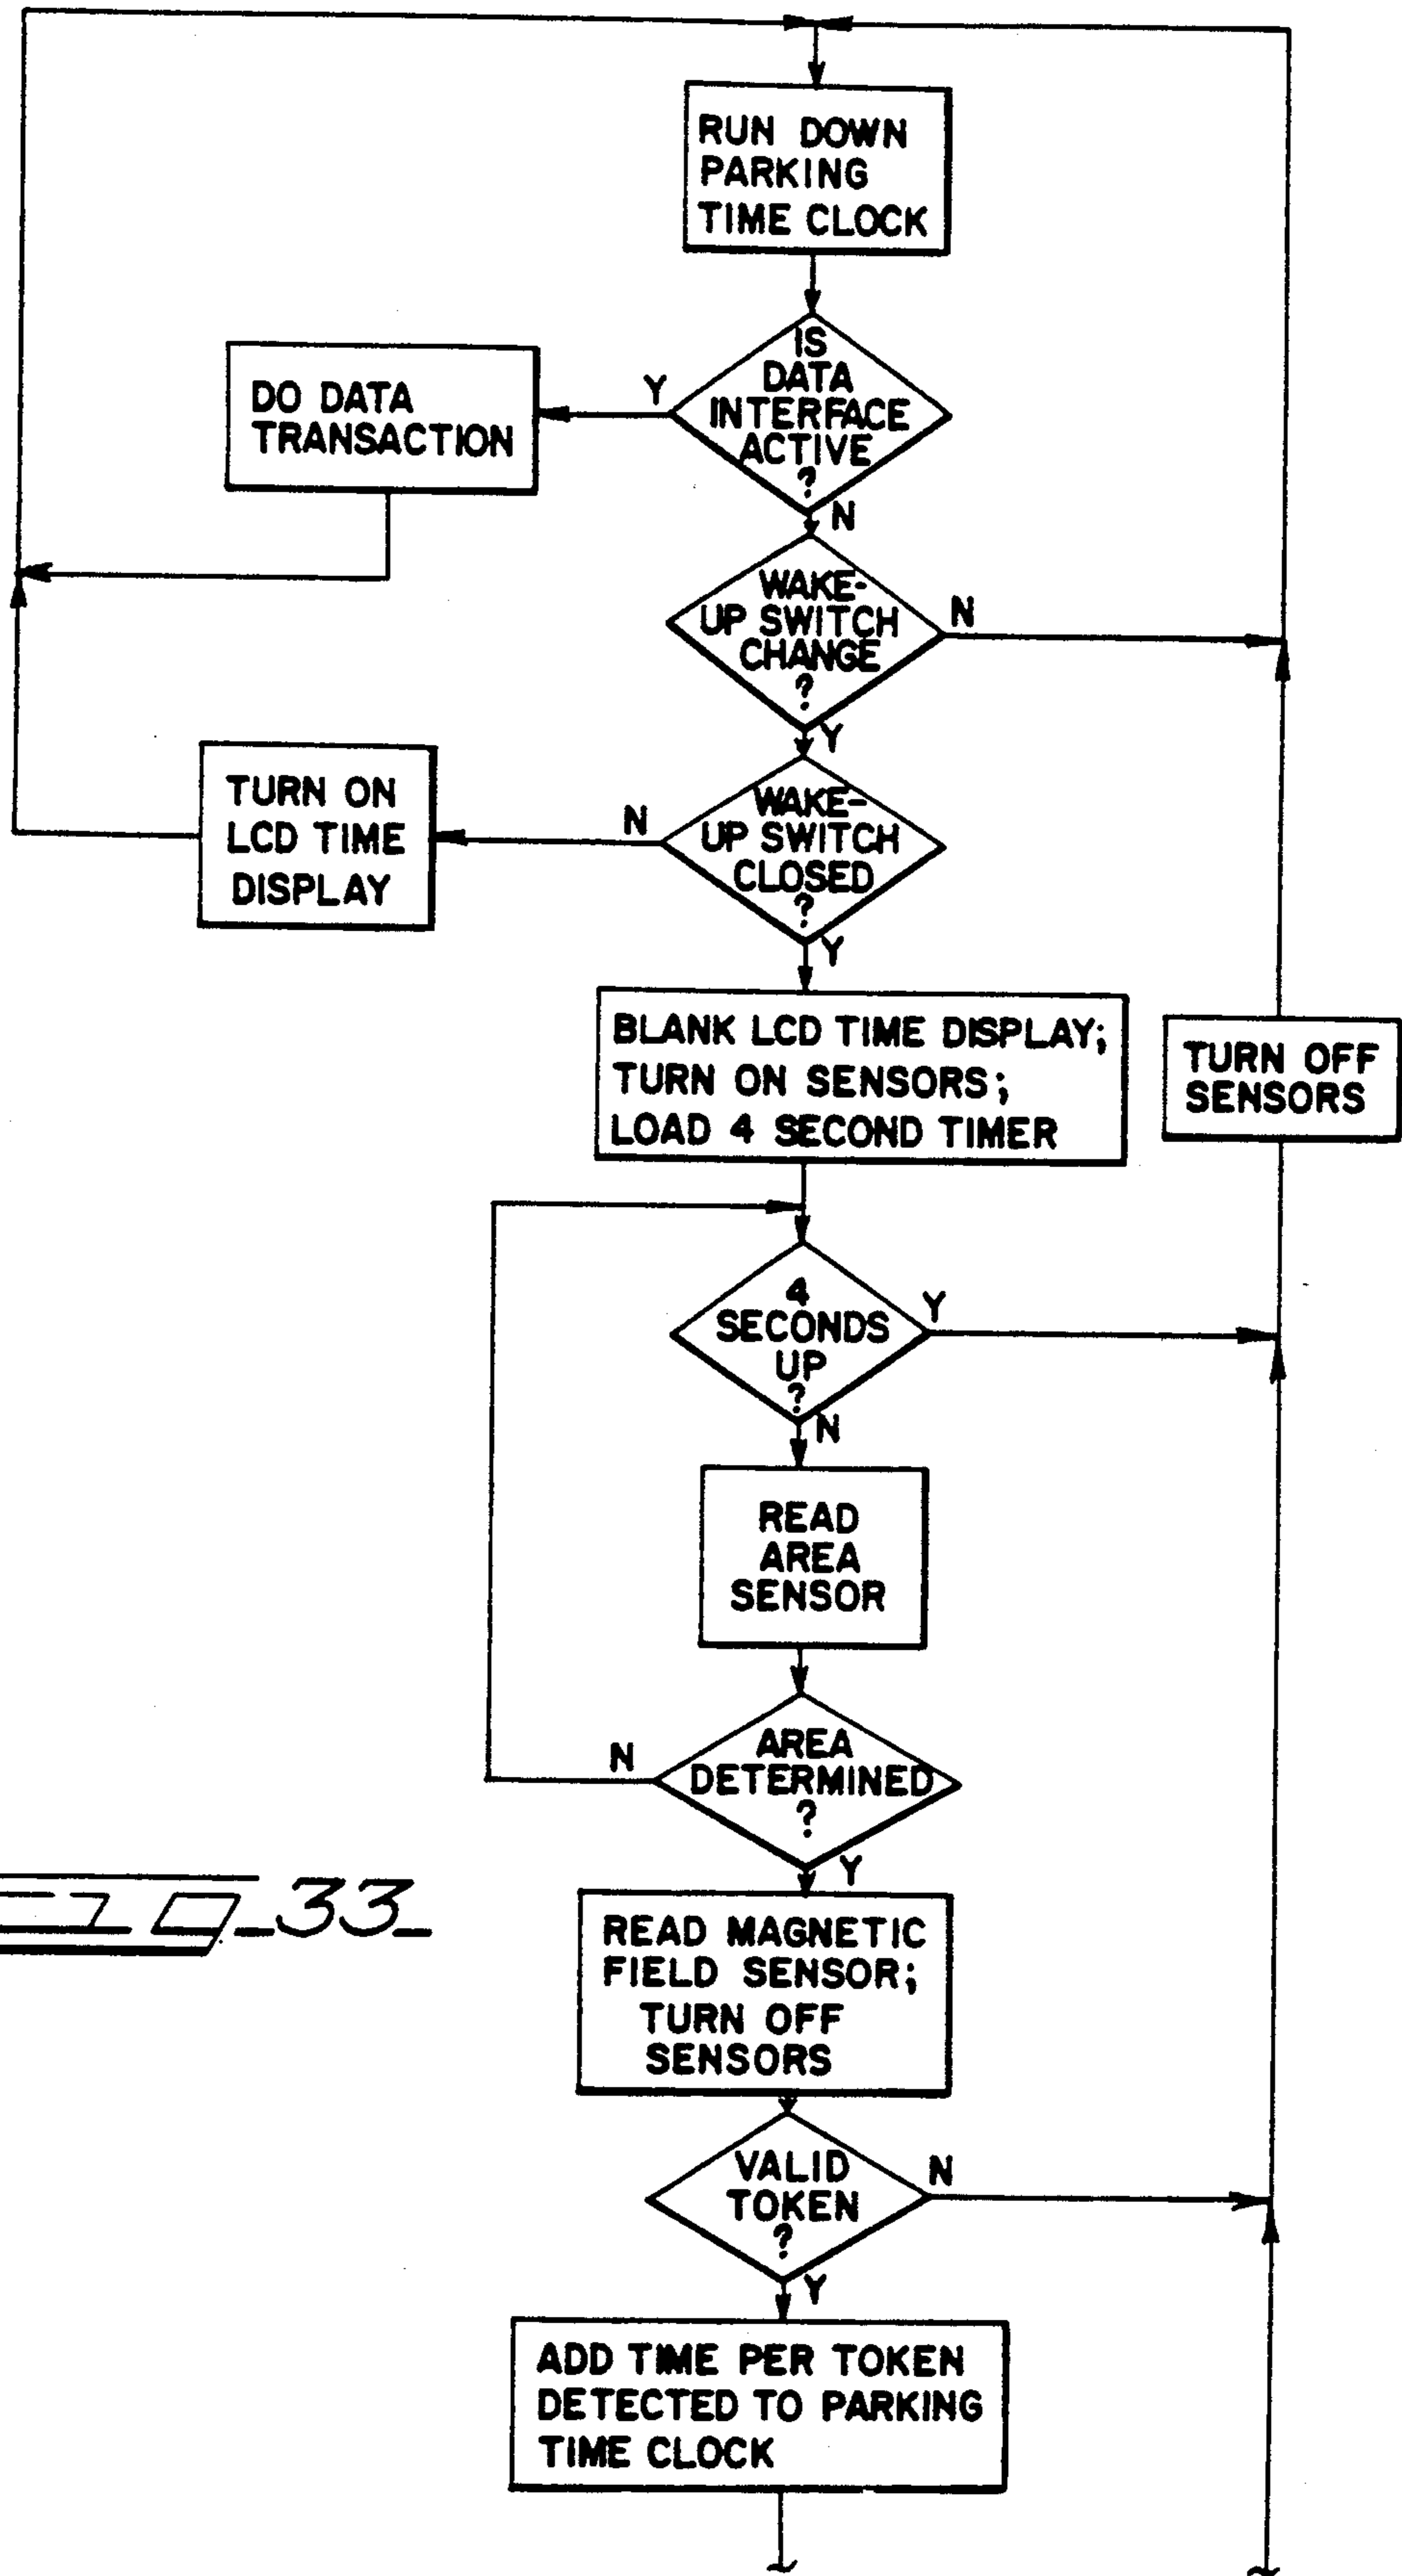 RUN DOWN
PARKING
TIME CLOCK
IS
DATA
INTERFACE
ACTIVE
?
Y
N
DO DATA
TRANSACTION
WAKE-
UP SWITCH
CHANGE
?
N
Y
WAKE-
UP SWITCH
CLOSED
?
N
Y
TURN ON
LCD TIME
DISPLAY
BLANK LCD TIME DISPLAY;
TURN ON SENSORS;
LOAD 4 SECOND TIMER
TURN OFF
SENSORS
4
SECONDS
UP
?
Y
N
READ
AREA
SENSOR
AREA
DETERMINED
?
N
Y
33
READ MAGNETIC
FIELD SENSOR;
TURN OFF
SENSORS
VALID
TOKEN
?
N
Y
ADD TIME PER TOKEN
DETECTED TO PARKING
TIME CLOCK